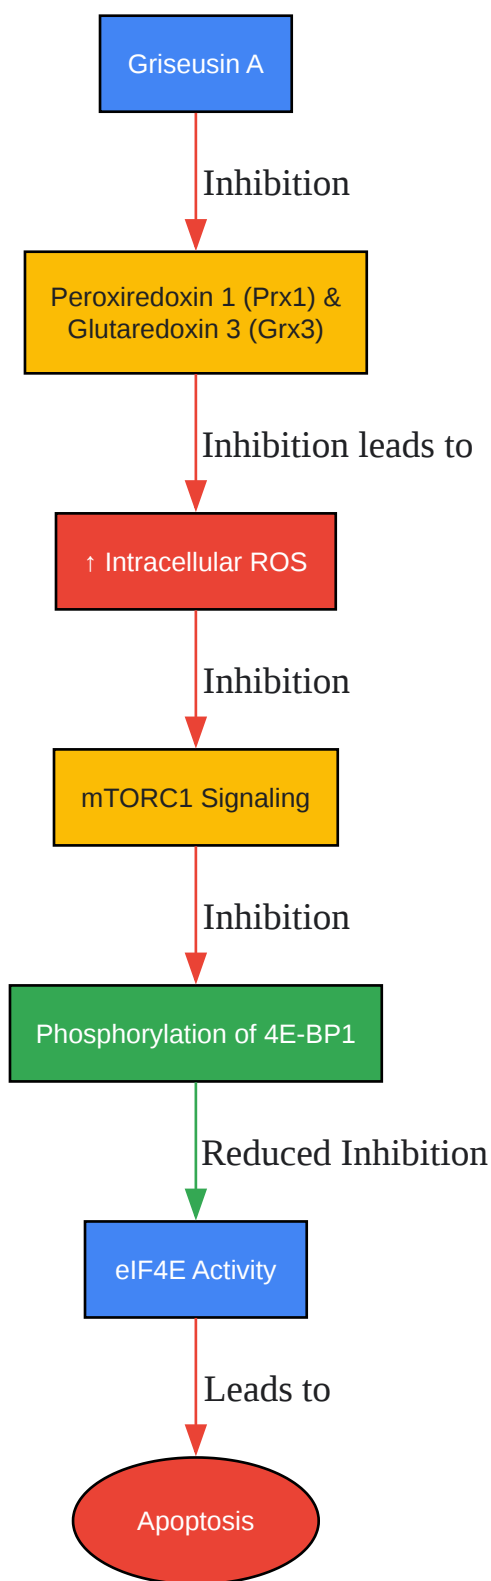 Griseusin A
Inhibition
Peroxiredoxin 1 (Prx1) &
Glutaredoxin 3 (Grx3)
Inhibition leads to
↑ Intracellular ROS
Inhibition
mTORC1 Signaling
Inhibition
Phosphorylation of 4E-BP1
Reduced Inhibition
eIF4E Activity
Leads to
Apoptosis